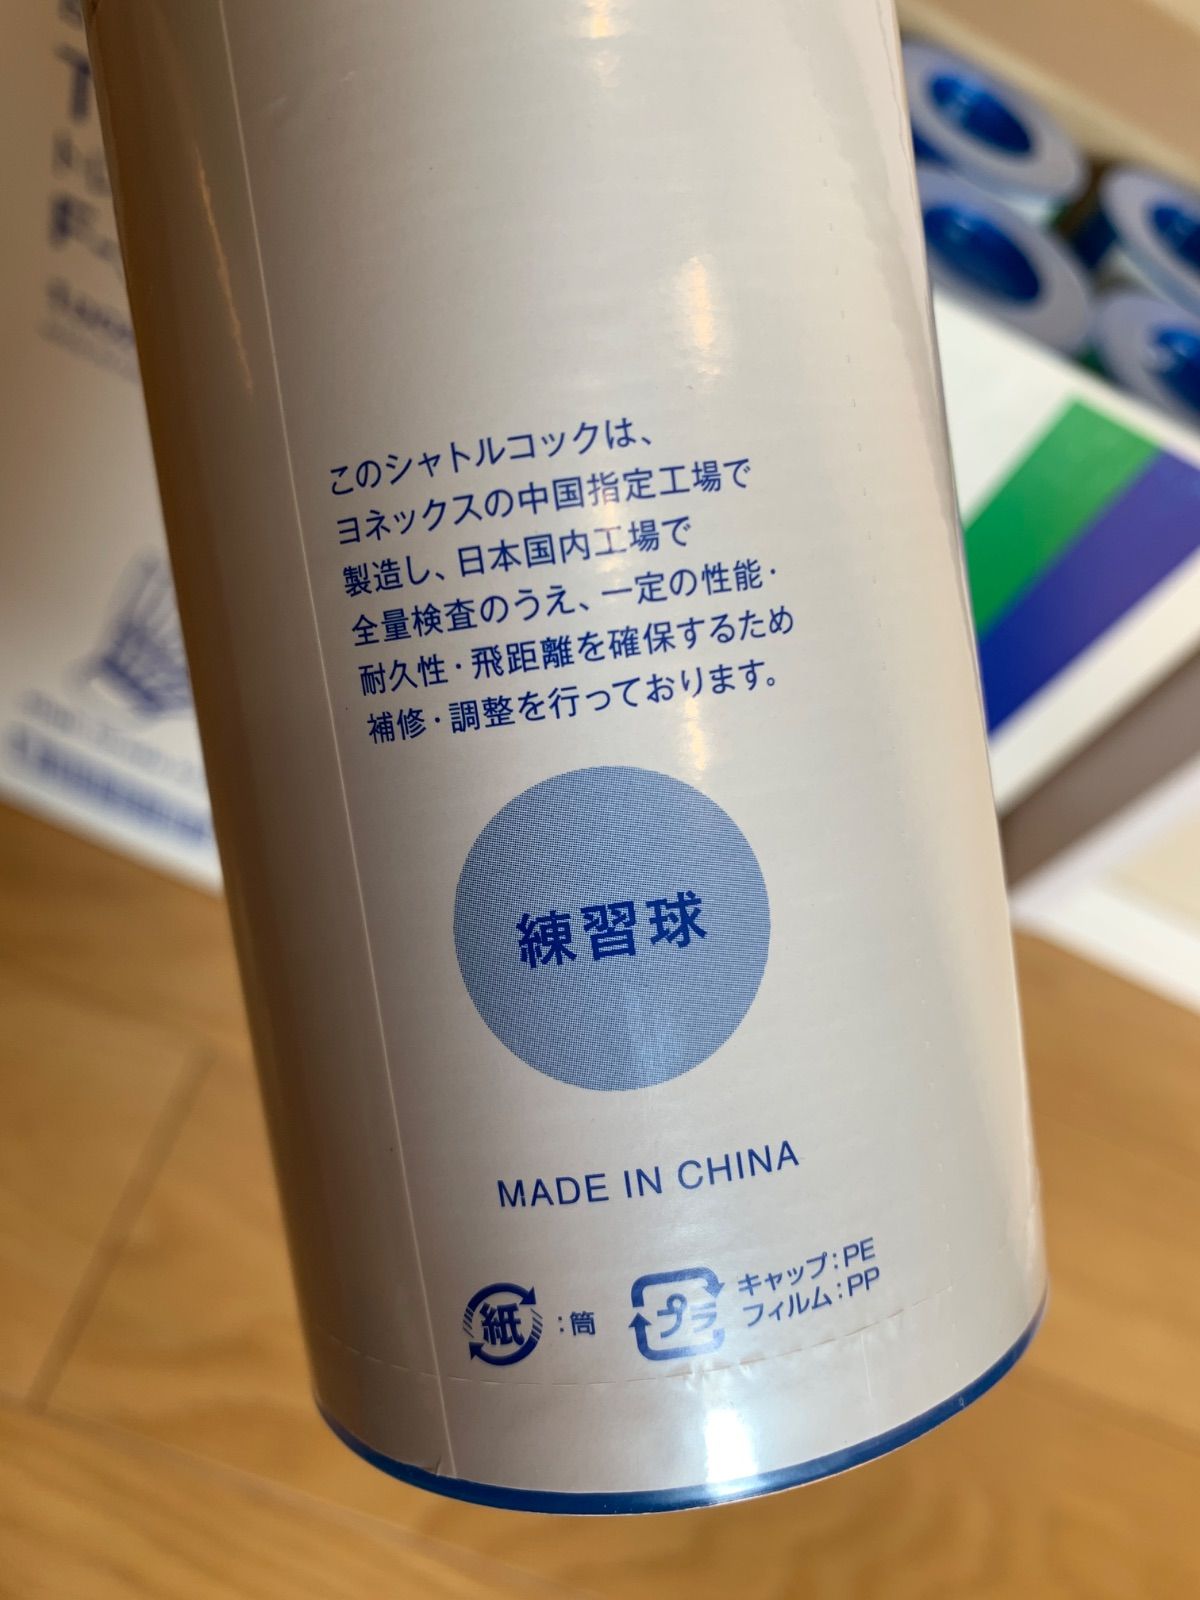 このシャトルコックは、
ヨネックスの中国指定工場で
製造し、日本国内工場で
全量検査のうえ、一定の性能・
耐久性・飛距離を確保するため
補修・調整を行っております。
練習球
MADE IN CHINA
紙 :筒
プラ キャップ:PE
フィルム:PP